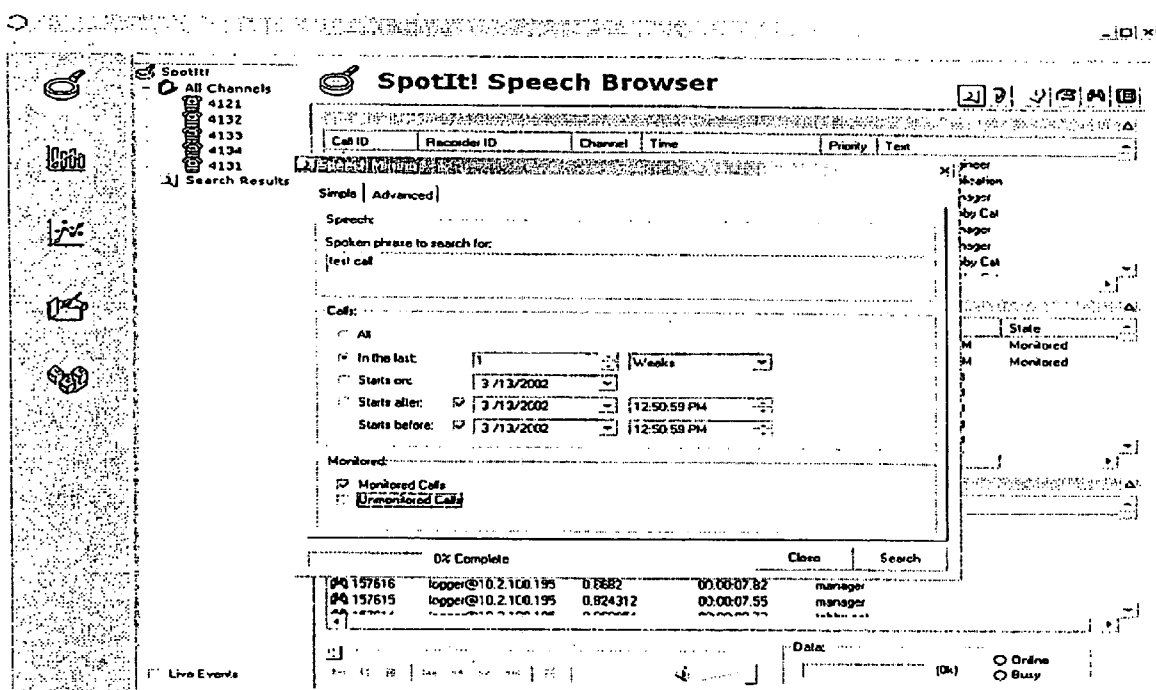 SpotIt!
All Channels
4121
4132
4133
4134
4131
Search Results
SpotIt! Speech Browser
Call ID Recorder ID Channel Time Priority Text
Simple Advanced
Speech:
Spoken phrase to search for:
test call
Calls:
All
In the last: 1 Weeks
Starts on: 3/13/2002
Starts after: 3/13/2002 12:50:59 PM
Starts before: 3/13/2002 12:50:59 PM
Monitored:
Monitored Calls
Unmonitored Calls
0% Complete Close Search
by Cat
by Cat
State
M Monitored
M Monitored
157616 logger@10.2.100.195 0.6682 00:00:07.82 manager
157615 logger@10.2.100.195 0.824312 00:00:07.55 manager
Live Events
Data:
(0k)
Online
Busy